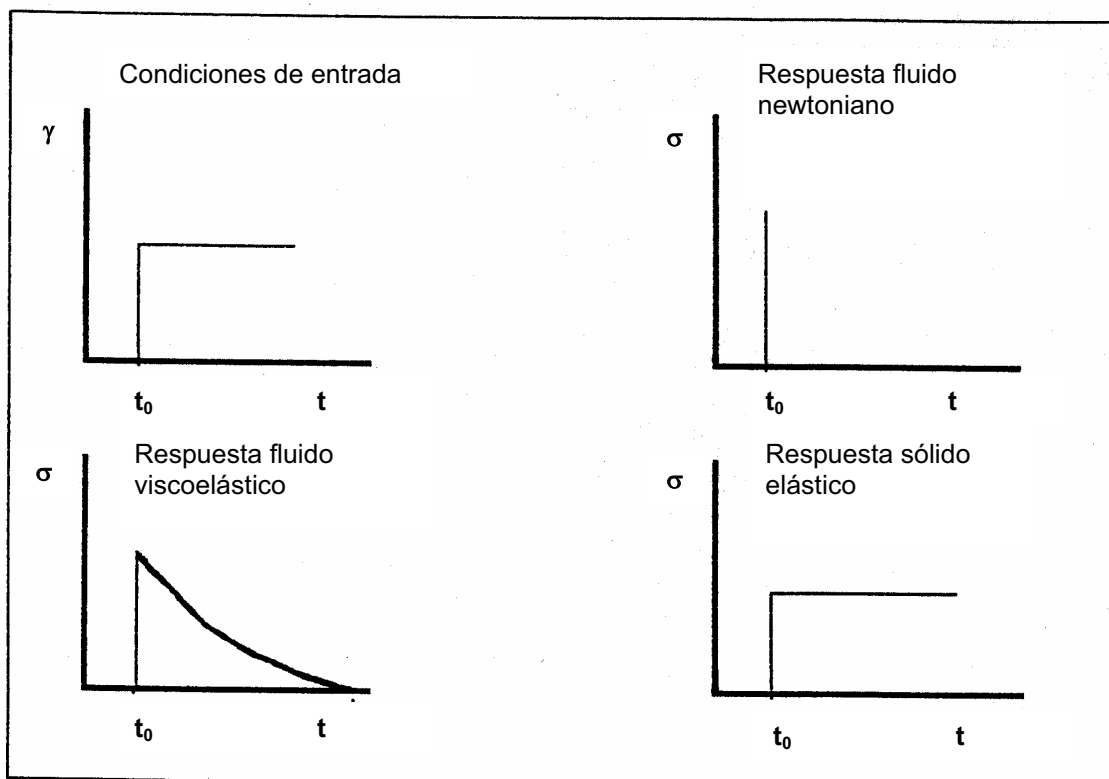 Condiciones de entrada
γ
t₀ t
Respuesta fluido
newtoniano
σ
t₀ t
Respuesta fluido
viscoelástico
σ
t₀ t
Respuesta sólido
elástico
σ
t₀ t